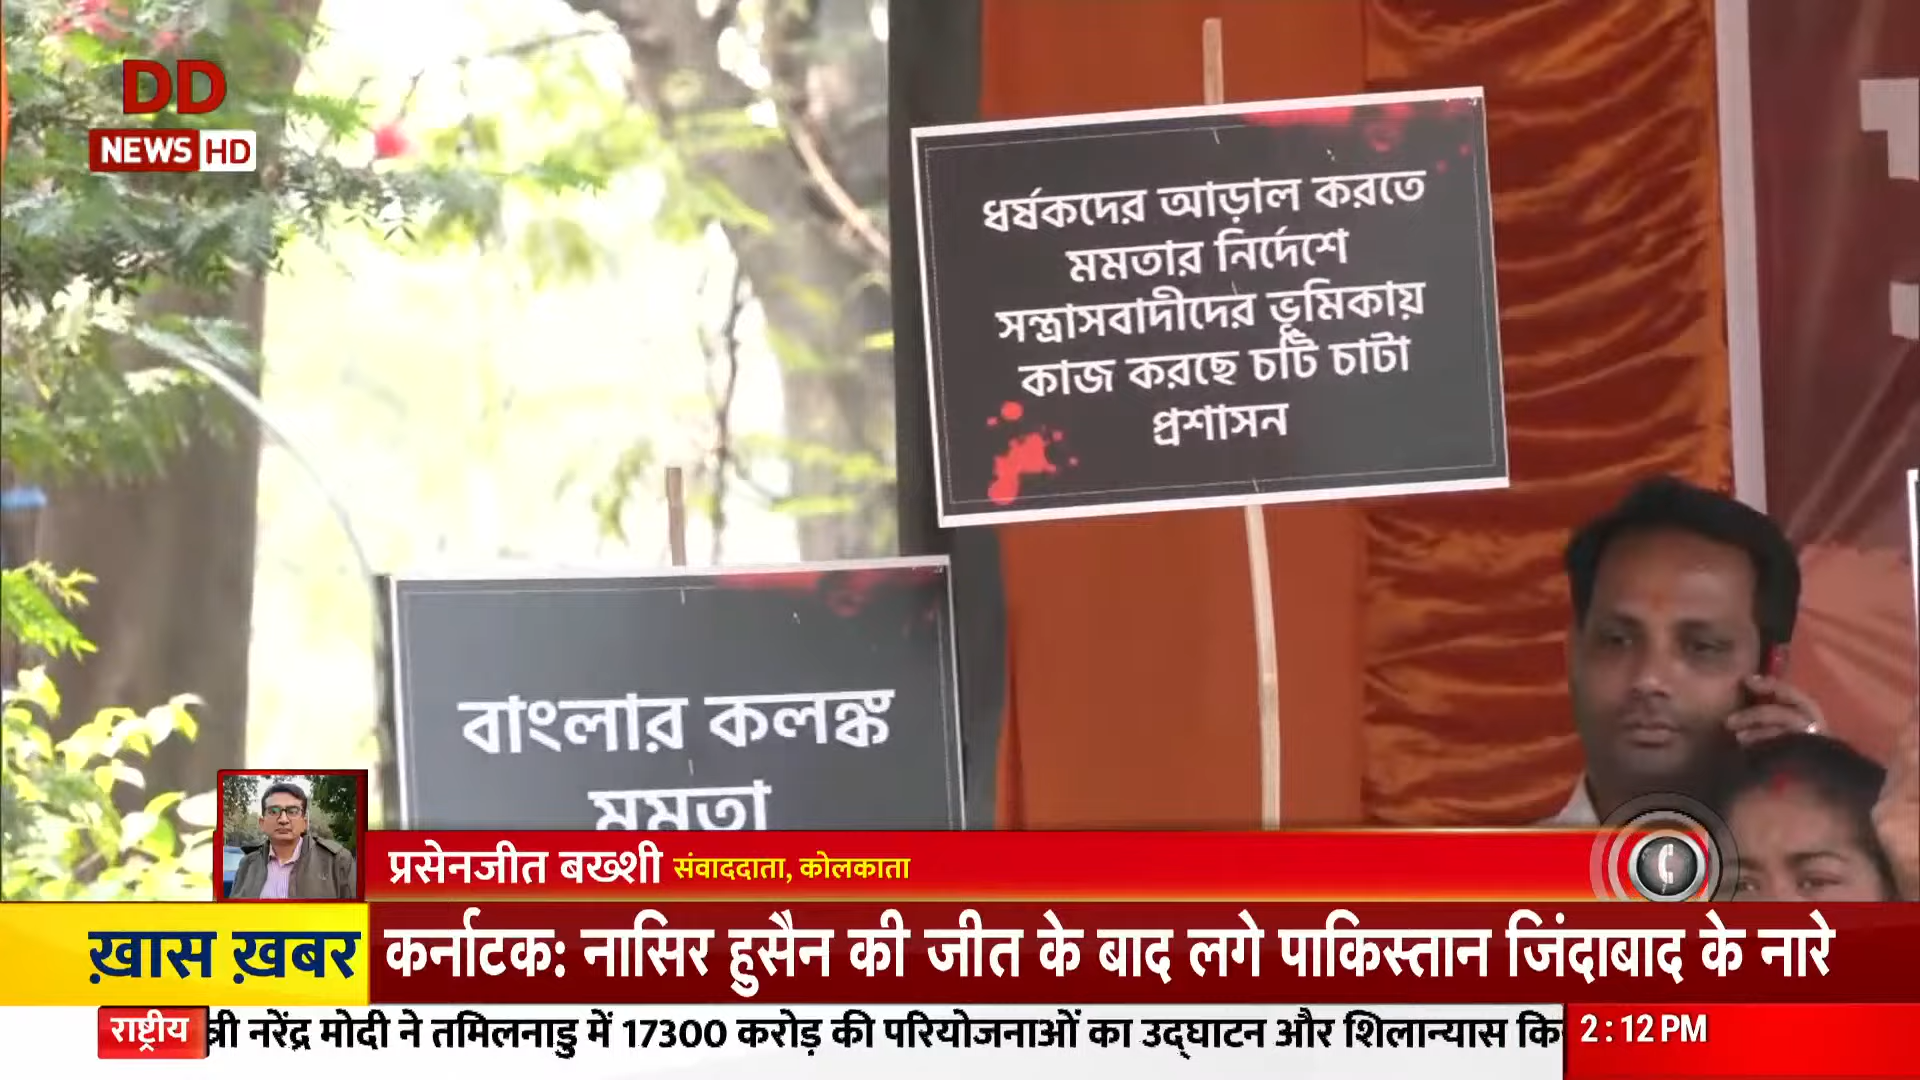 DD
NEWS HD
ধর্ষকদের আড়াল করতে
মমতার নির্দেশে
সন্ত্রাসবাদীদের ভূমিকায়
কাজ করছে চটি চাটা
প্রশাসন
বাংলার কলঙ্ক
মমতা
प्रसेनजीत बख्शी संवाददाता, कोलकाता
ख़ास ख़बर
कर्नाटक: नासिर हुसैन की जीत के बाद लगे पाकिस्तान जिंदाबाद के नारे
राष्ट्रीय
नरेंद्र मोदी ने तमिलनाडु में 17300 करोड़ की परियोजनाओं का उद्घाटन और शिलान्यास
2:12 PM